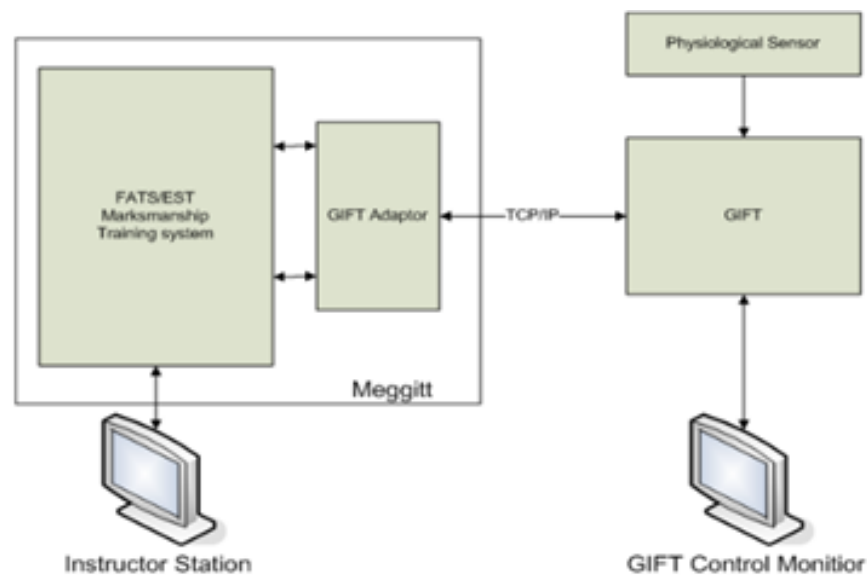 Physiological Sensor
FATS/EST
Marksmanship
Training system
GIFT Adaptor
TCP/IP
GIFT
Meggitt
Instructor Station
GIFT Control Monitior